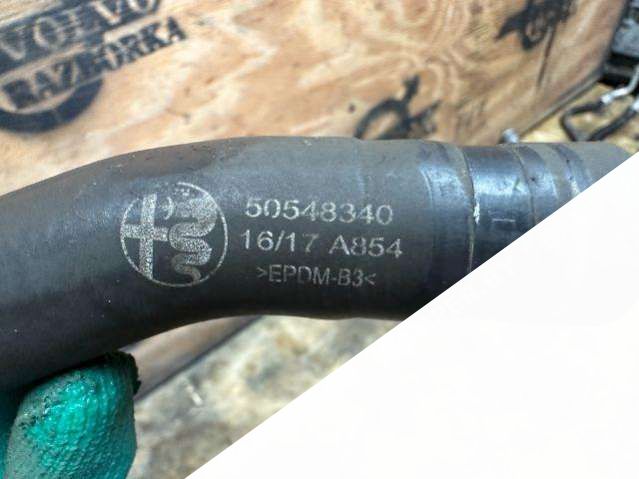 VOLVO
RAZBORKA
50548340
16/17 A854
>EPDM-B3<